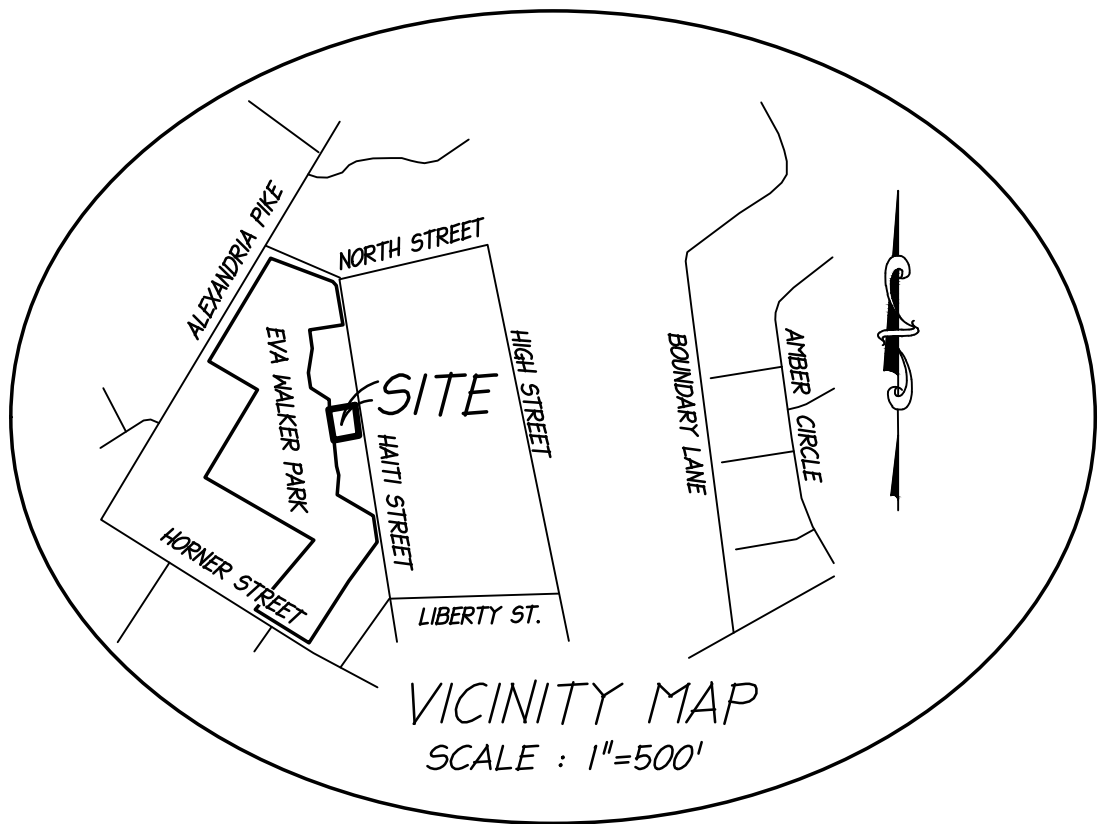 ALEXANDRIA PIKE
NORTH STREET
EVA WALKER PARK
SITE
HIGH STREET
HAITI STREET
BOUNDARY LANE
AMBER CIRCLE
HORNER STREET
LIBERTY ST.
VICINITY MAP
SCALE : 1"=500'